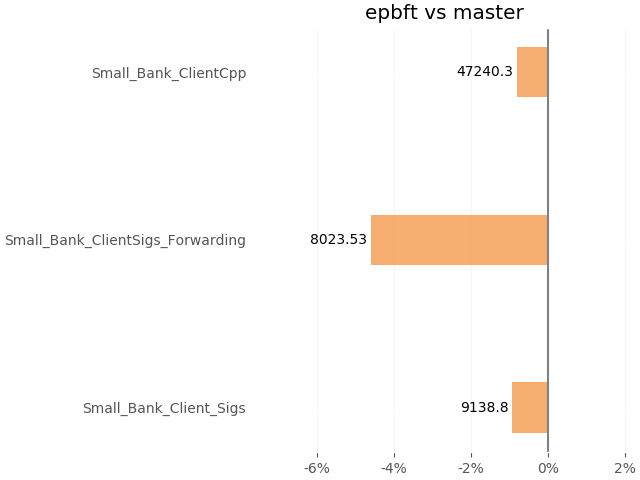 epbft vs master
Small_Bank_ClientCpp
47240.3
Small_Bank_ClientSigs_Forwarding
8023.53
Small_Bank_Client_Sigs
9138.8
-6% -4% -2% 0% 2%